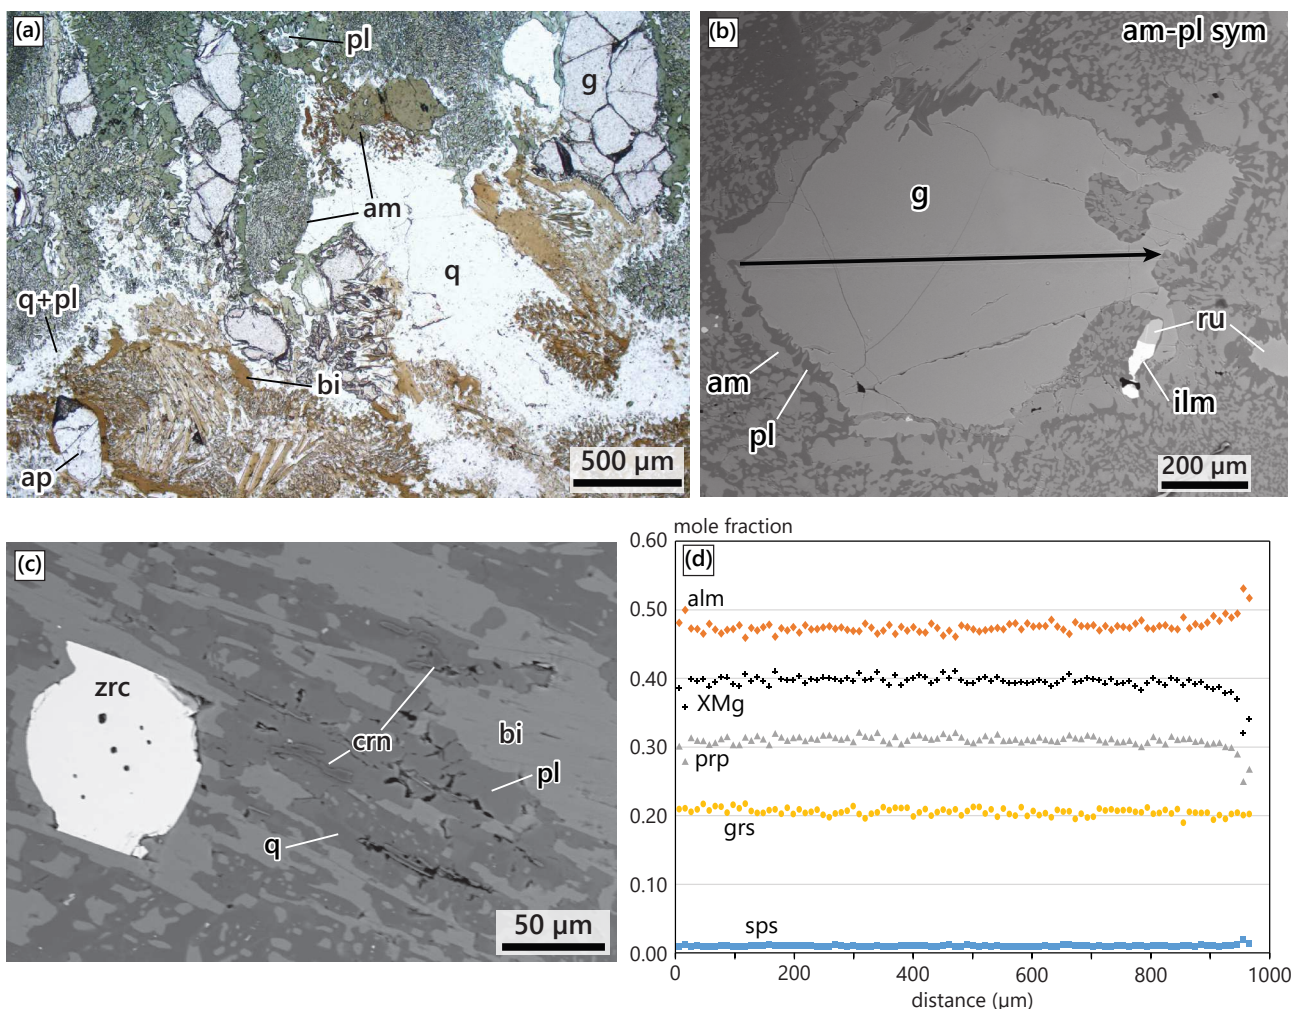 (a)
pl
g
am
q
q+pl
bi
ap
500 µm
(b)
am-pl sym
g
ru
am
ilm
pl
200 µm
(c)
zrc
crn
bi
pl
q
50 µm
mole fraction
(d)
0.60
0.50
0.40
0.30
0.20
0.10
0.00
alm
XMg
prp
grs
sps
0 200 400 600 800 1000
distance (µm)